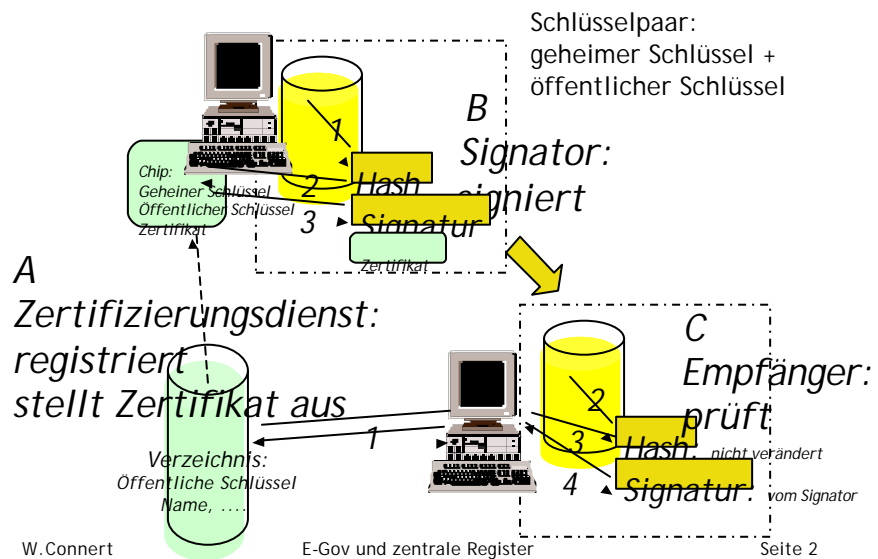 Schlüsselpaar:
geheimer Schlüssel +
öffentlicher Schlüssel
B
Signator:
signiert
1
2
3
Hash
Signatur
Zertifikat
Chip:
Geheiner Schlüssel
Öffentlicher Schlüssel
Zertifikat
A
Zertifizierungsdienst:
registriert
stellt Zertifikat aus
Verzeichnis:
Öffentliche Schlüssel
Name, ....
1
C
Empfänger:
prüft
2
3
4
Hash: nicht verändert
Signatur: vom Signator
W.Connert E-Gov und zentrale Register Seite 2